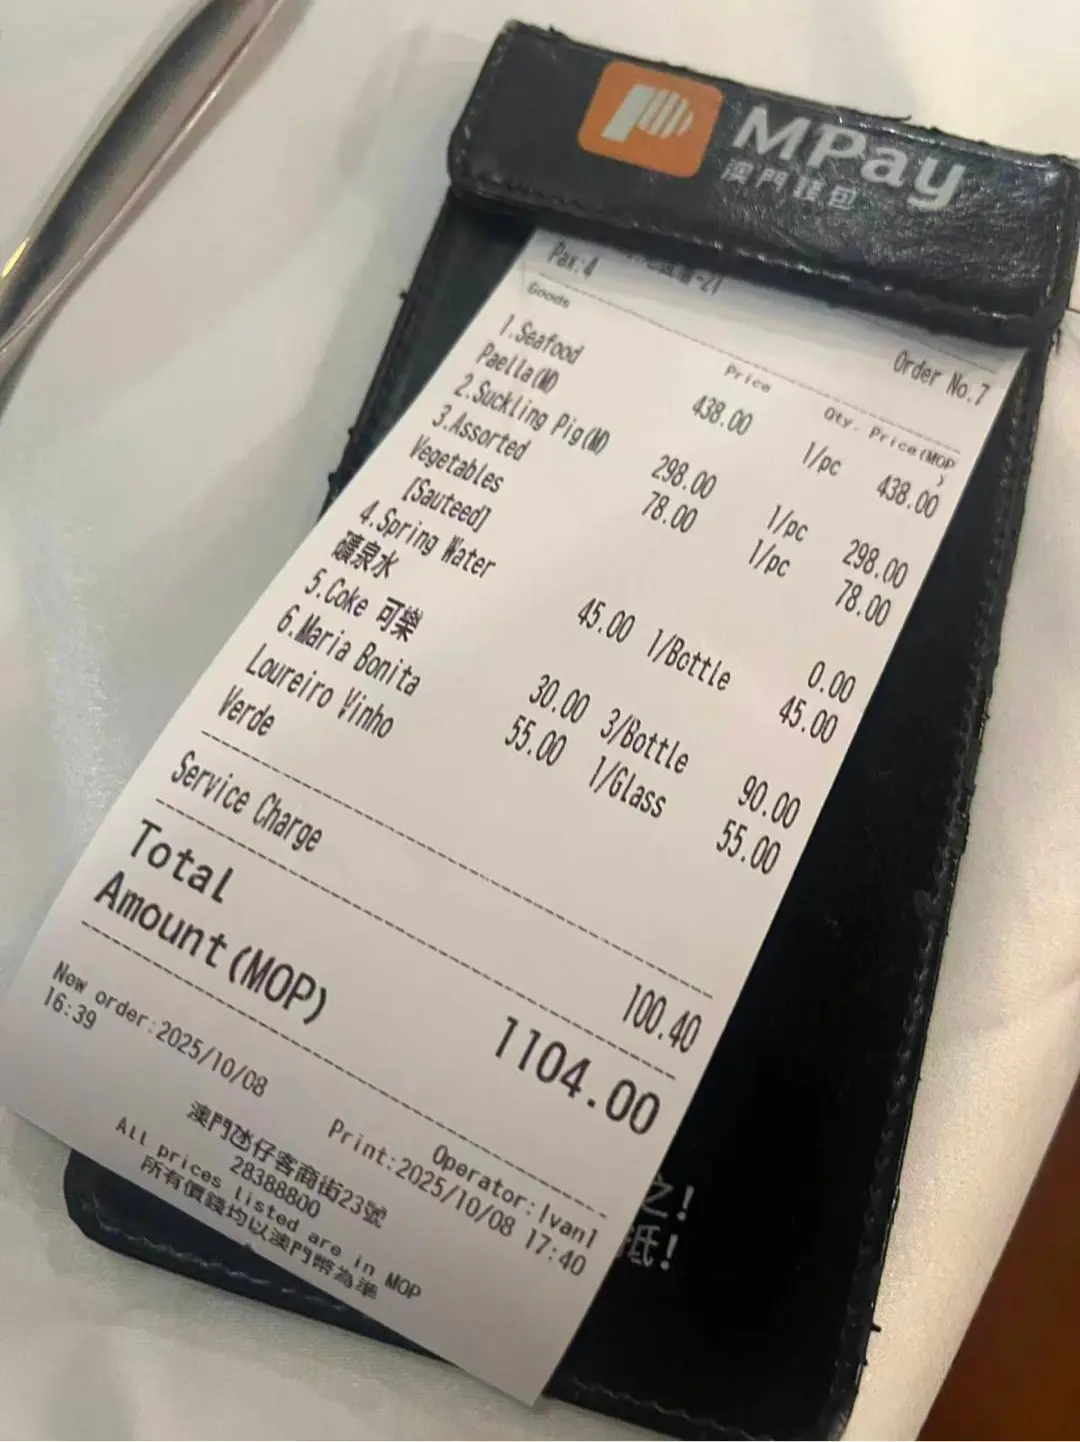 MPay
澳門錢包
Pax:4
Order No.7
Goods Price Qty. Price(MOP)
1.Seafood
Paella(M) 438.00 1/pc 438.00
2.Suckling Pig(M) 298.00 1/pc 298.00
3.Assorted 78.00 1/pc 78.00
Vegetables
[Sauteed] 0.00
4.Spring Water 45.00 1/Bottle 45.00
礦泉水
5.Coke 可樂 30.00 3/Bottle 90.00
6.Maria Bonita 55.00 1/Glass 55.00
Loureiro Vinho
Verde
Service Charge 100.40
Total
Amount(MOP) 1104.00
New order:2025/10/08
16:39
Operator:Ivan1
Print:2025/10/08 17:40
澳門氹仔客商街23號
28388800
All prices listed are in MOP
所有價錢均以澳門幣為準
之!
抵!